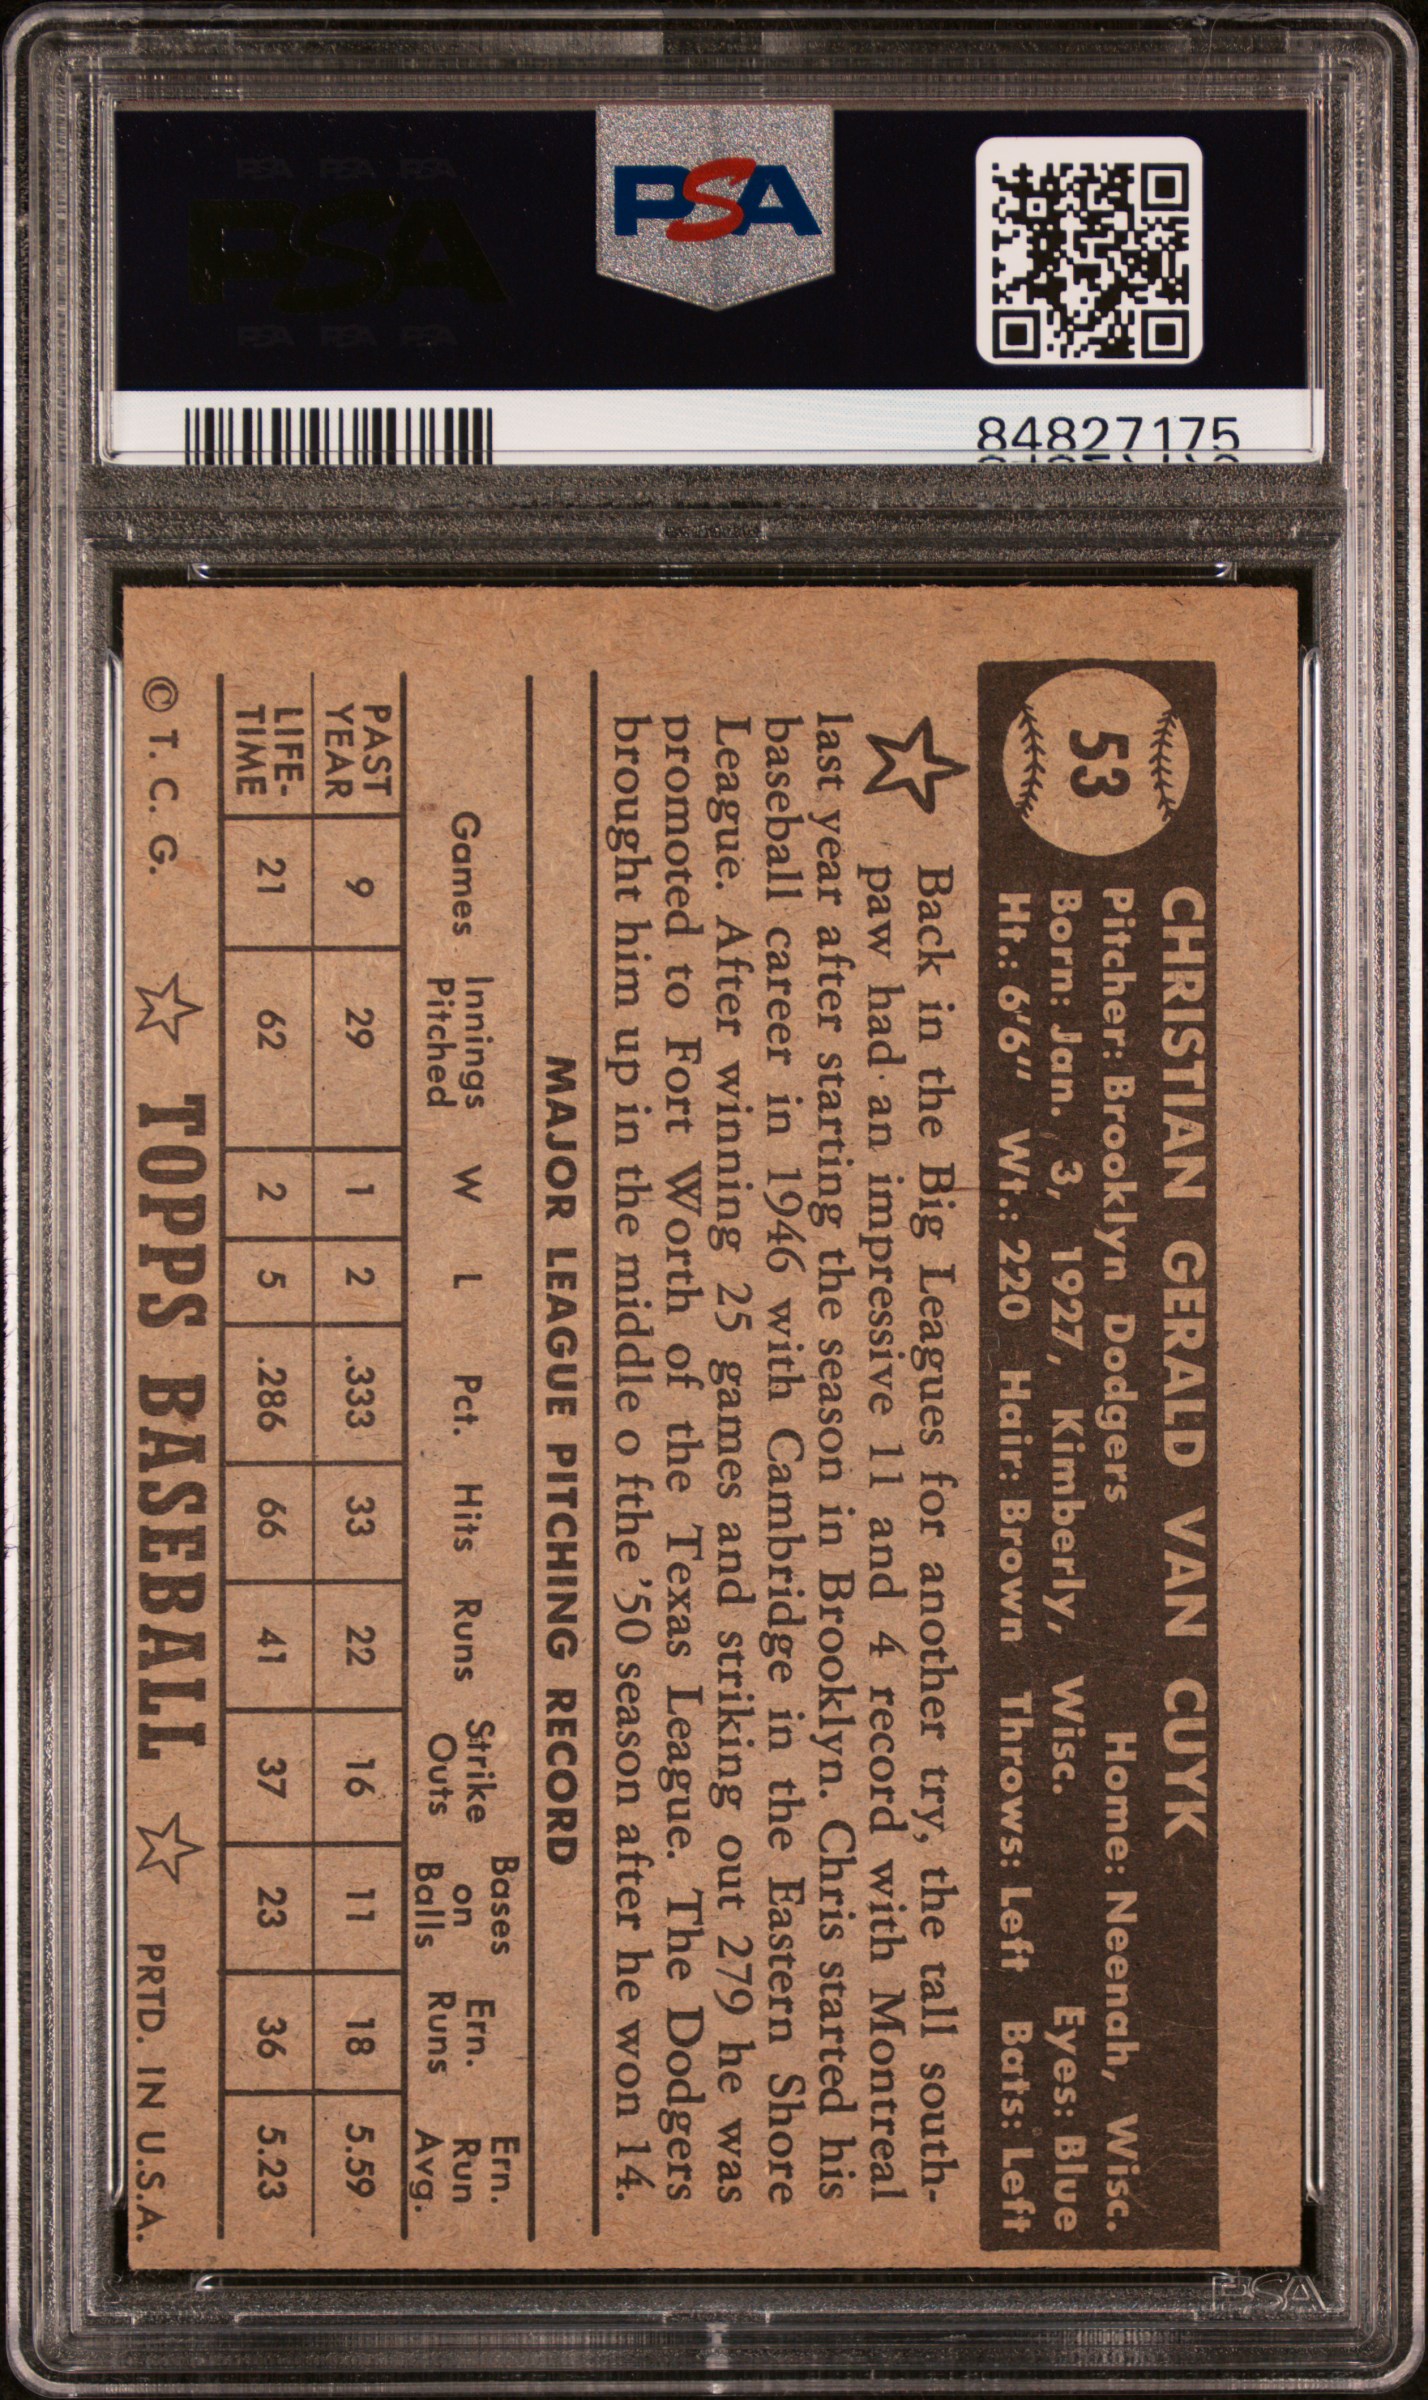 PSA PSA PSA
PSA
PSA PSA PSA
PSA
84827175
53
CHRISTIAN GERALD VAN CUYK
Pitcher: Brooklyn Dodgers Home: Neenah, Wisc.
Born: Jan. 3, 1927, Kimberly, Wisc. Eyes: Blue
Ht.: 6'6" Wt.: 220 Hair: Brown Throws: Left Bats: Left
Back in the Big Leagues for another try, the tall south-
paw had an impressive 11 and 4 record with Montreal
last year after starting the season in Brooklyn. Chris started his
baseball career in 1946 with Cambridge in the Eastern Shore
League. After winning 25 games and striking out 279 he was
promoted to Fort Worth of the Texas League. The Dodgers
brought him up in the middle o fthe '50 season after he won 14.
MAJOR LEAGUE PITCHING RECORD
Games Innings Pitched W L Pct. Hits Runs Strike Outs Bases on Balls Ern. Runs Ern. Run Avg.
PAST YEAR 9 29 1 2 .333 33 22 16 11 18 5.59
LIFE-TIME 21 62 2 5 .286 66 41 37 23 36 5.23
© T. C. G. TOPPS BASEBALL PRTD. IN U.S.A.
PSA